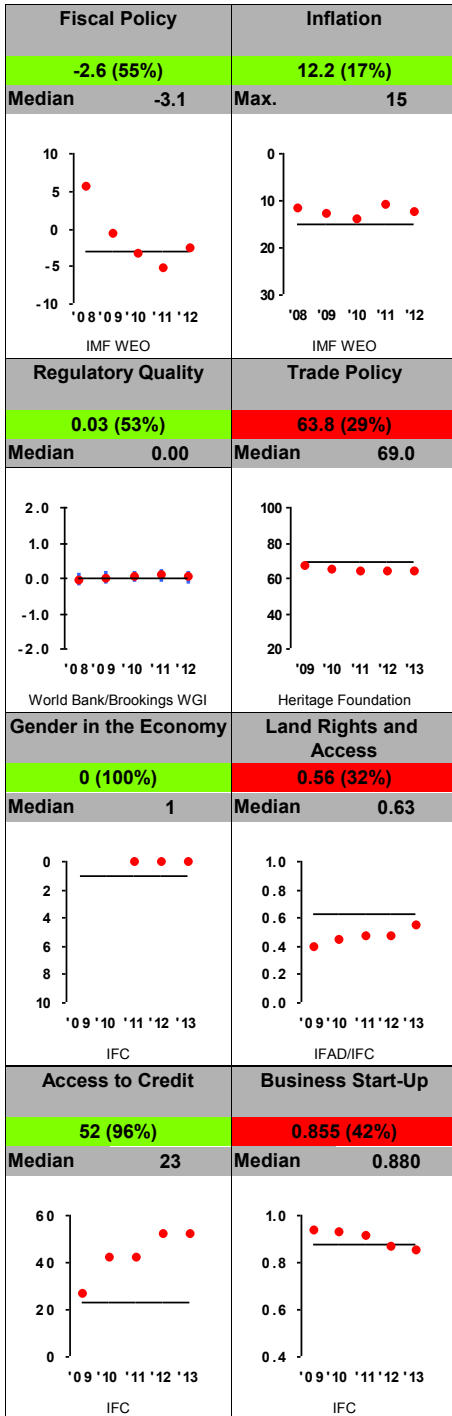 Fiscal Policy
-2.6 (55%)
Median -3.1
10
5
0
-5
-10
'08 '09 '10 '11 '12
IMF WEO
Inflation
12.2 (17%)
Max. 15
0
10
20
30
'08 '09 '10 '11 '12
IMF WEO
Regulatory Quality
0.03 (53%)
Median 0.00
2.0
1.0
0.0
-1.0
-2.0
'08 '09 '10 '11 '12
World Bank/Brookings WGI
Trade Policy
63.8 (29%)
Median 69.0
100
80
60
40
20
'09 '10 '11 '12 '13
Heritage Foundation
Gender in the Economy
0 (100%)
Median 1
0
2
4
6
8
10
'09 '10 '11 '12 '13
IFC
Land Rights and
Access
0.56 (32%)
Median 0.63
1.0
0.8
0.6
0.4
0.2
0.0
'09 '10 '11 '12 '13
IFAD/IFC
Access to Credit
52 (96%)
Median 23
60
40
20
0
'09 '10 '11 '12 '13
IFC
Business Start-Up
0.855 (42%)
Median 0.880
1.0
0.8
0.6
0.4
'09 '10 '11 '12 '13
IFC